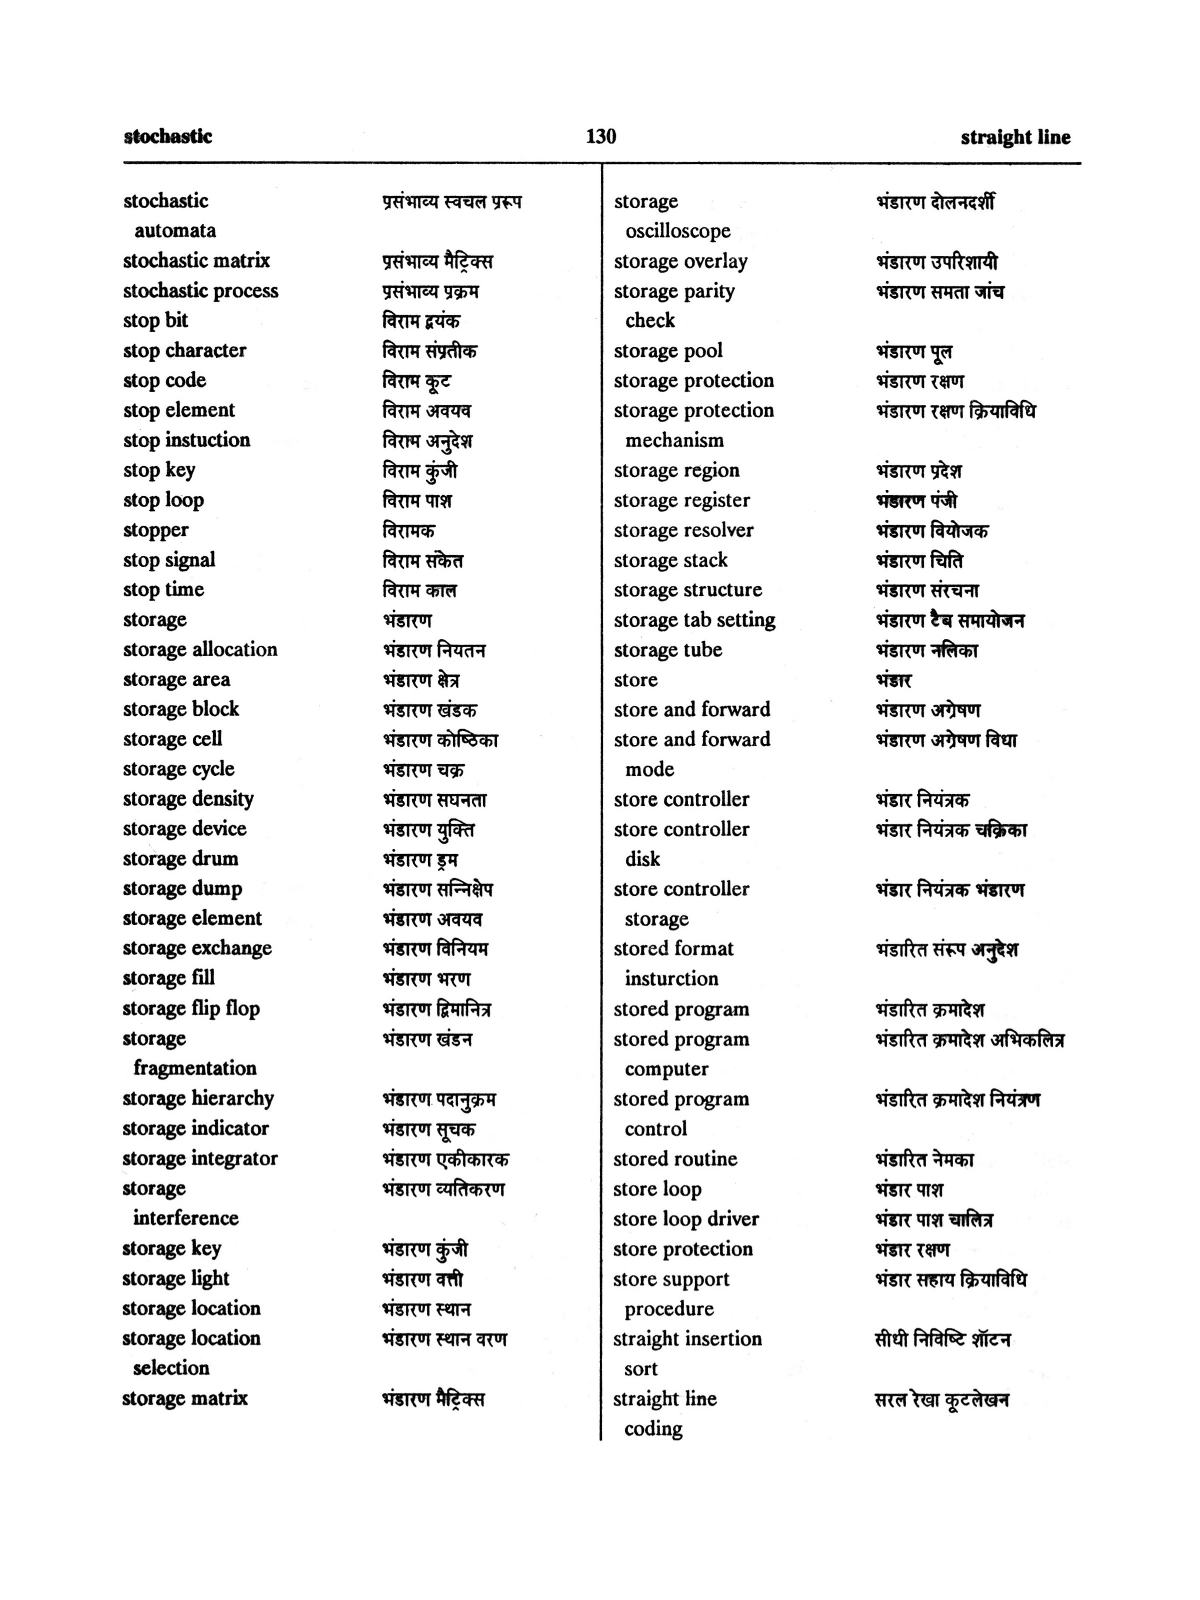 stochastic 130 straight line
stochastic प्रसंभाव्य स्वचल प्ररूप
automata
stochastic matrix प्रसंभाव्य मैट्रिक्स
stochastic process प्रसंभाव्य प्रक्रम
stop bit विराम द्वयंक
stop character विराम संप्रतीक
stop code विराम कूट
stop element विराम अवयव
stop instuction विराम अनुदेश
stop key विराम कुंजी
stop loop विराम पाश
stopper विरामक
stop signal विराम संकेत
stop time विराम काल
storage भंडारण
storage allocation भंडारण नियतन
storage area भंडारण क्षेत्र
storage block भंडारण खंडक
storage cell भंडारण कोष्ठिका
storage cycle भंडारण चक्र
storage density भंडारण सघनता
storage device भंडारण युक्ति
storage drum भंडारण ड्रम
storage dump भंडारण सन्निक्षेप
storage element भंडारण अवयव
storage exchange भंडारण विनियम
storage fill भंडारण भरण
storage flip flop भंडारण द्विमानित्र
storage भंडारण खंडन
fragmentation
storage hierarchy भंडारण पदानुक्रम
storage indicator भंडारण सूचक
storage integrator भंडारण एकीकारक
storage भंडारण व्यतिकरण
interference
storage key भंडारण कुंजी
storage light भंडारण वत्ती
storage location भंडारण स्थान
storage location भंडारण स्थान वरण
selection
storage matrix भंडारण मैट्रिक्स
storage भंडारण दोलनदर्शी
oscilloscope
storage overlay भंडारण उपरिशायी
storage parity भंडारण समता जांच
check
storage pool भंडारण पूल
storage protection भंडारण रक्षण
storage protection भंडारण रक्षण क्रियाविधि
mechanism
storage region भंडारण प्रदेश
storage register भंडारण पंजी
storage resolver भंडारण वियोजक
storage stack भंडारण चिति
storage structure भंडारण संरचना
storage tab setting भंडारण टैब समायोजन
storage tube भंडारण नलिका
store भंडार
store and forward भंडारण अग्रेषण
store and forward भंडारण अग्रेषण विधा
mode
store controller भंडार नियंत्रक
store controller भंडार नियंत्रक चक्रिका
disk
store controller भंडार नियंत्रक भंडारण
storage
stored format भंडारित संरूप अनुदेश
insturction
stored program भंडारित क्रमादेश
stored program भंडारित क्रमादेश अभिकलित्र
computer
stored program भंडारित क्रमादेश नियंत्रण
control
stored routine भंडारित नेमका
store loop भंडार पाश
store loop driver भंडार पाश चालित्र
store protection भंडार रक्षण
store support भंडार सहाय क्रियाविधि
procedure
straight insertion सीधी निविष्टि शॉटन
sort
straight line सरल रेखा कूटलेखन
coding